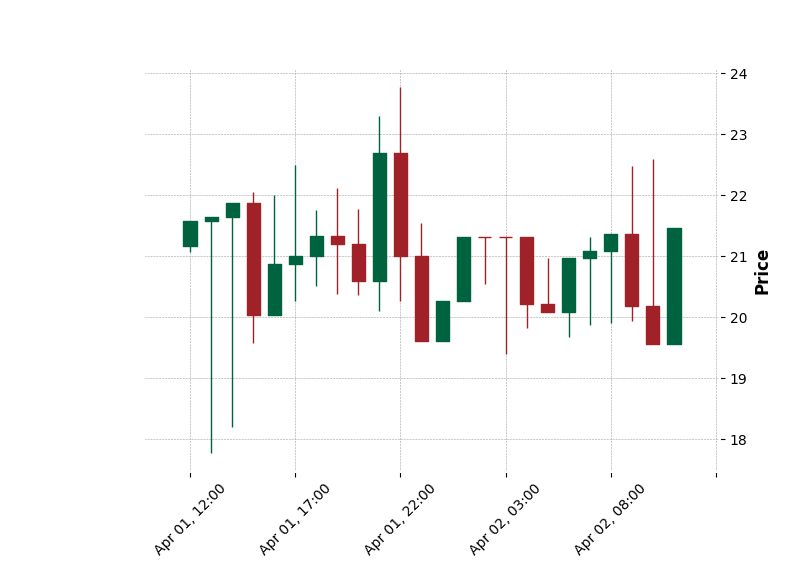 24
23
22
21
20
19
18
Price
Apr 01, 12:00
Apr 01, 17:00
Apr 01, 22:00
Apr 02, 03:00
Apr 02, 08:00